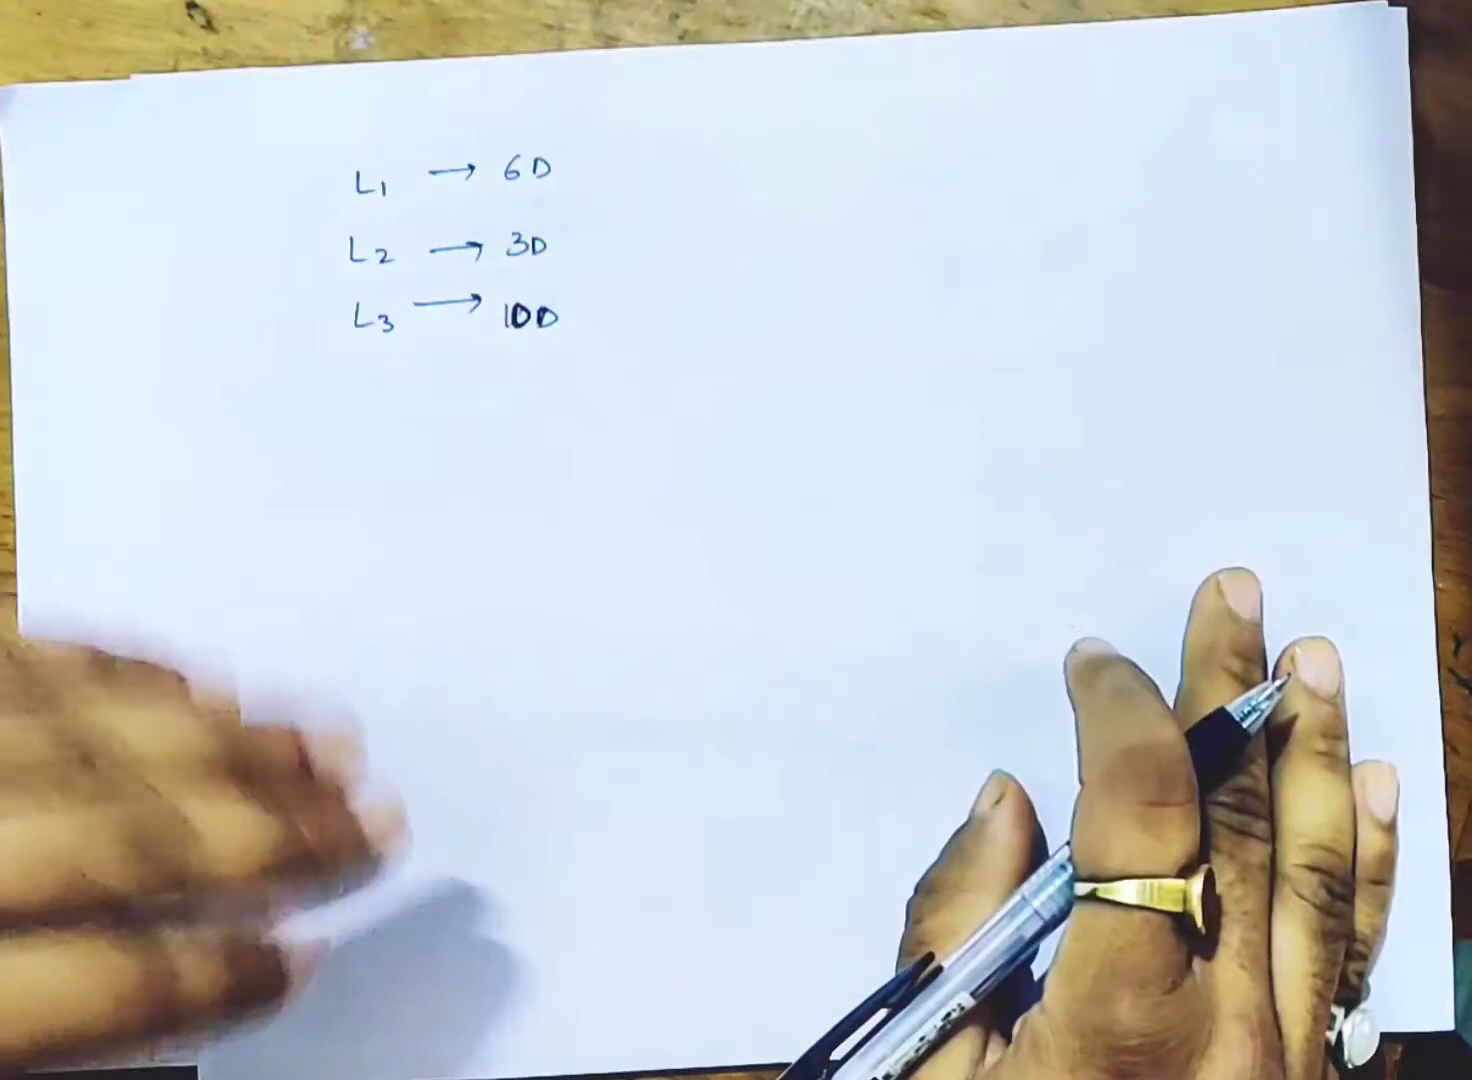 L1 → 6D
L2 → 3D
L3 → 10D